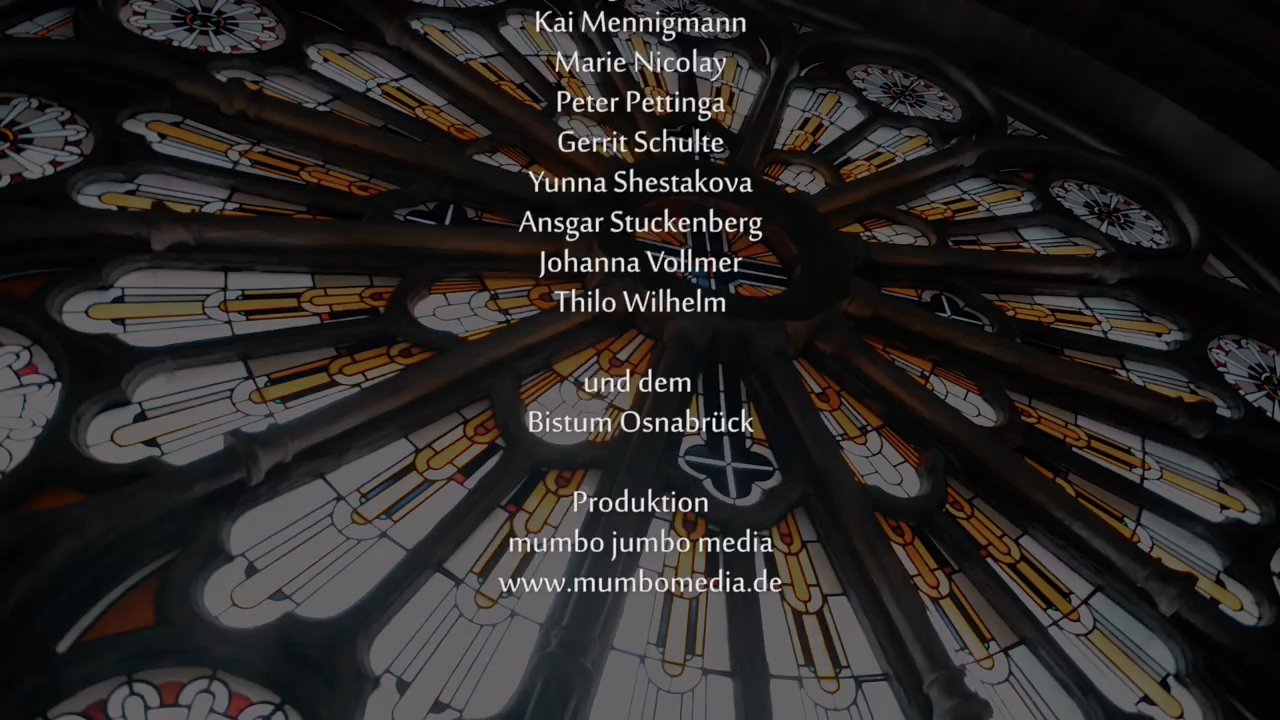 Kai Mennigmann
Marie Nicolay
Peter Pettinga
Gerrit Schulte
Yunna Shestakova
Ansgar Stuckenberg
Johanna Vollmer
Thilo Wilhelm
und dem
Bistum Osnabrück
Produktion
mumbo jumbo media
www.mumbomedia.de